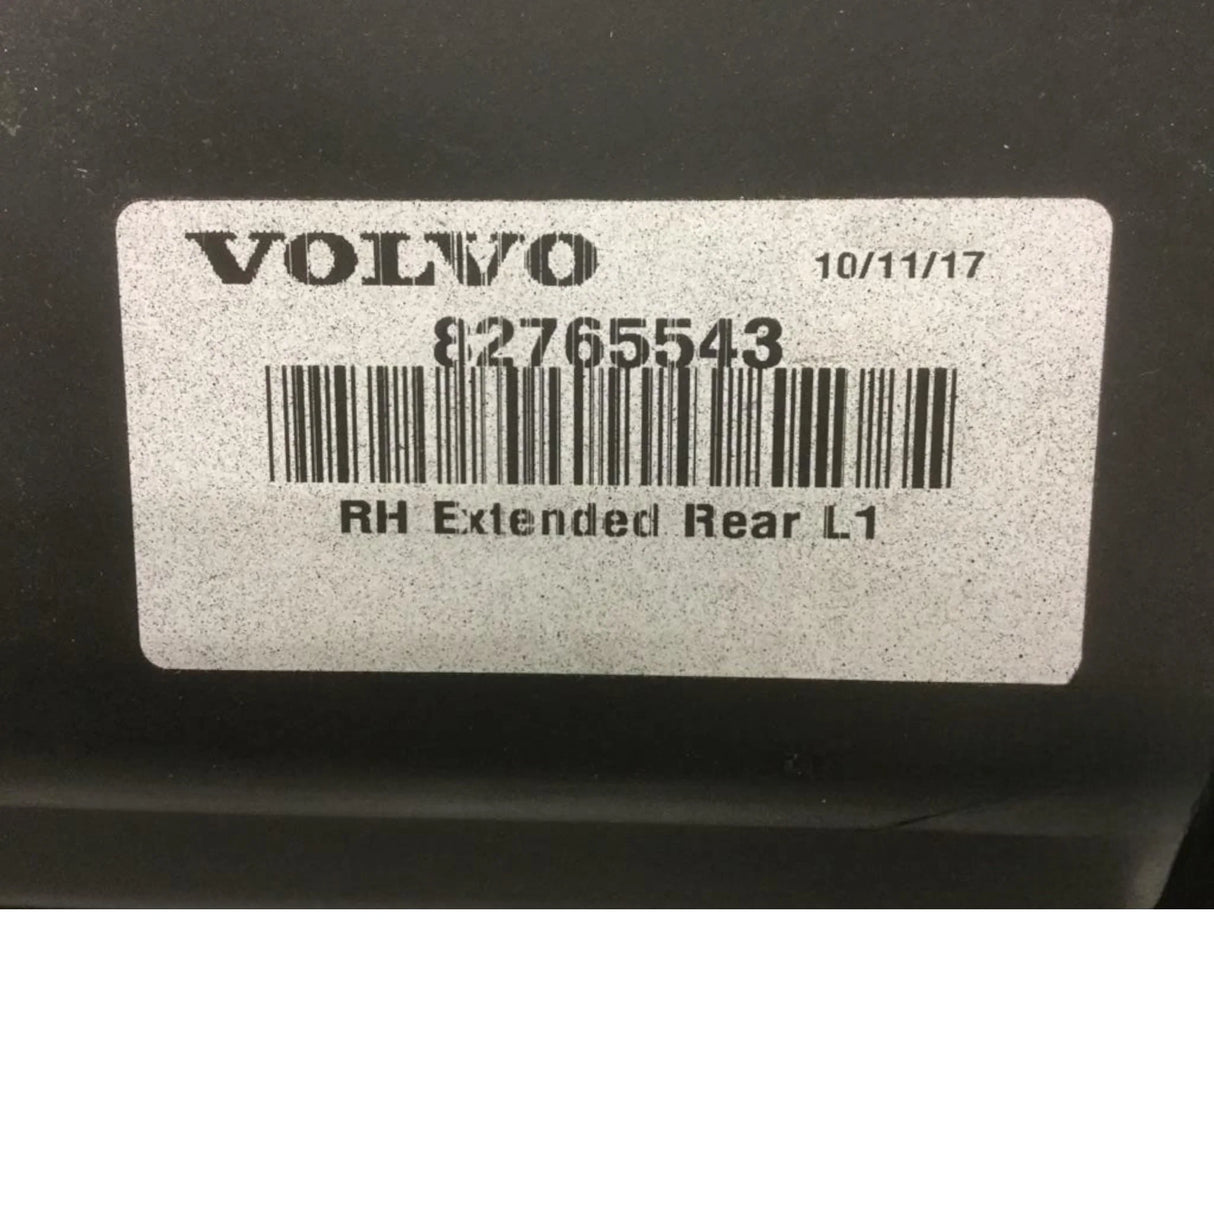 VOLVO 10/11/17
82765543
RH Extended Rear L1